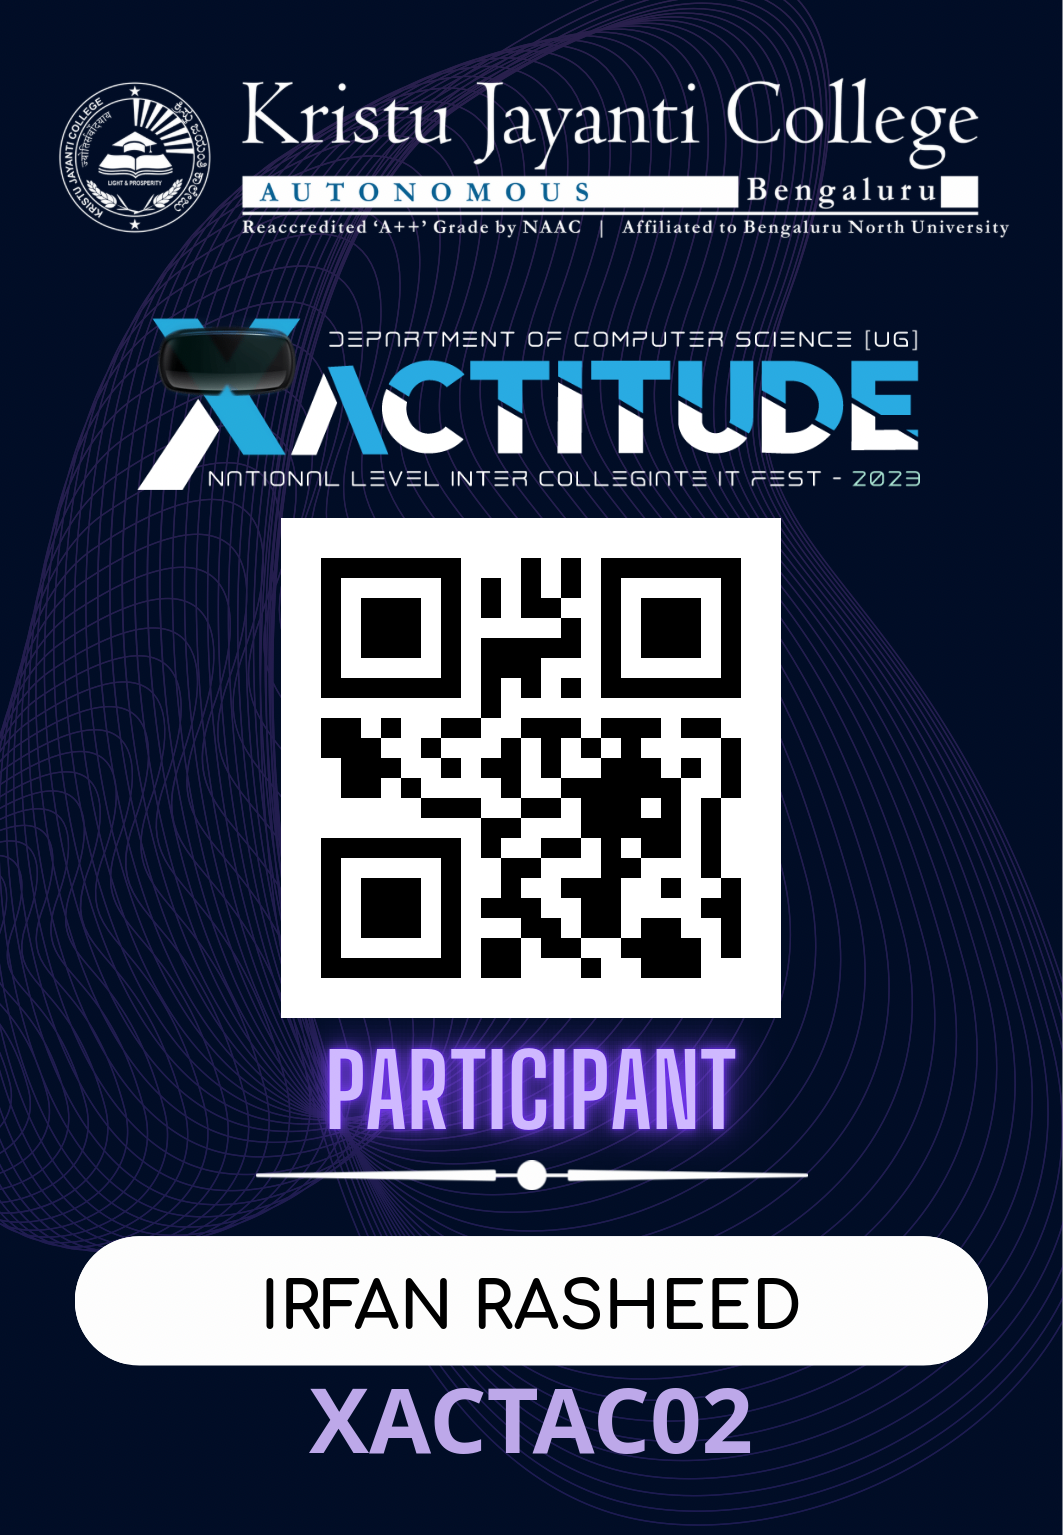 KRISTU JAYANTI COLLEGE
LIGHT & PROSPERITY
Kristu Jayanti College
AUTONOMOUS Bengaluru
Reaccredited ‘A++’ Grade by NAAC | Affiliated to Bengaluru North University
DEPARTMENT OF COMPUTER SCIENCE [UG]
XACTITUDE
NATIONAL LEVEL INTER COLLEGIATE IT FEST - 2023
PARTICIPANT
IRFAN RASHEED
XACTAC02